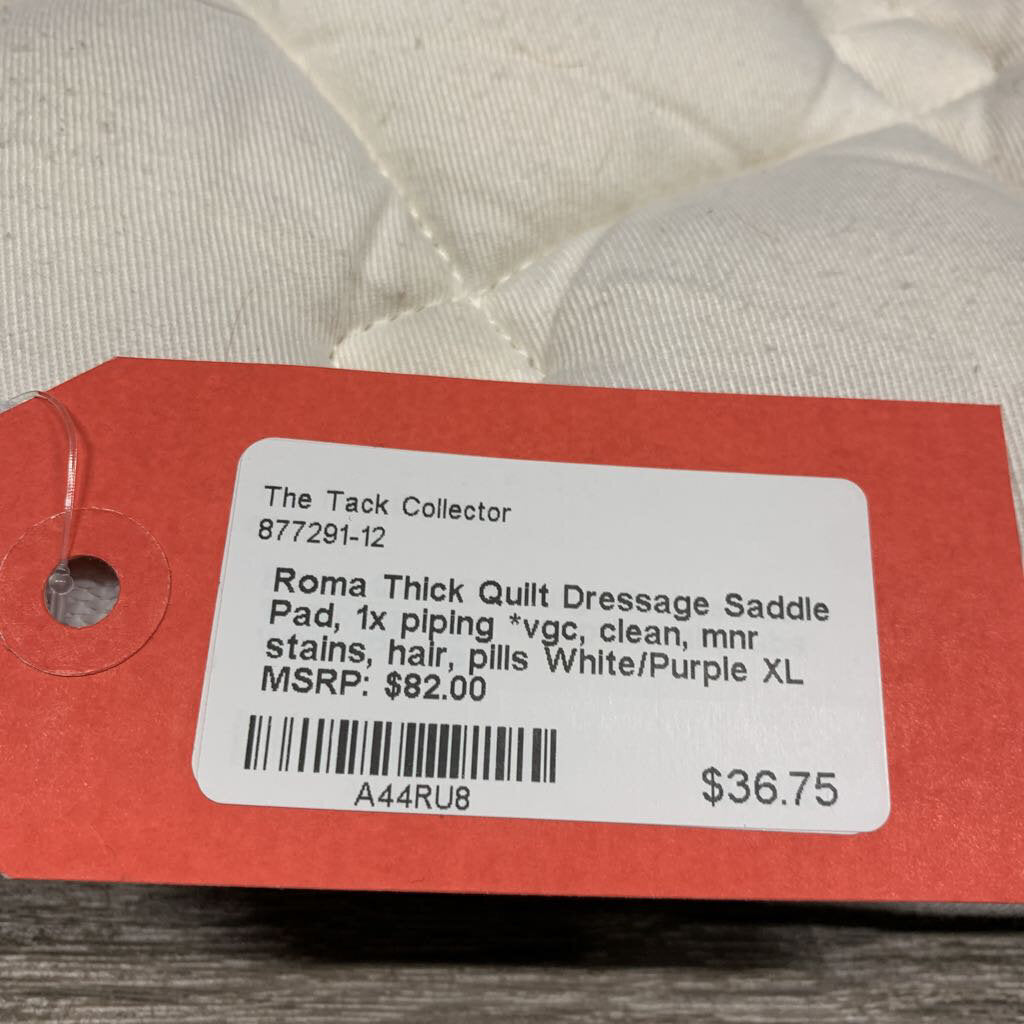 The Tack Collector
877291-12
Roma Thick Quilt Dressage Saddle
Pad, 1x piping *vgc, clean, mnr
stains, hair, pills White/Purple XL
MSRP: $82.00
A44RU8
$36.75